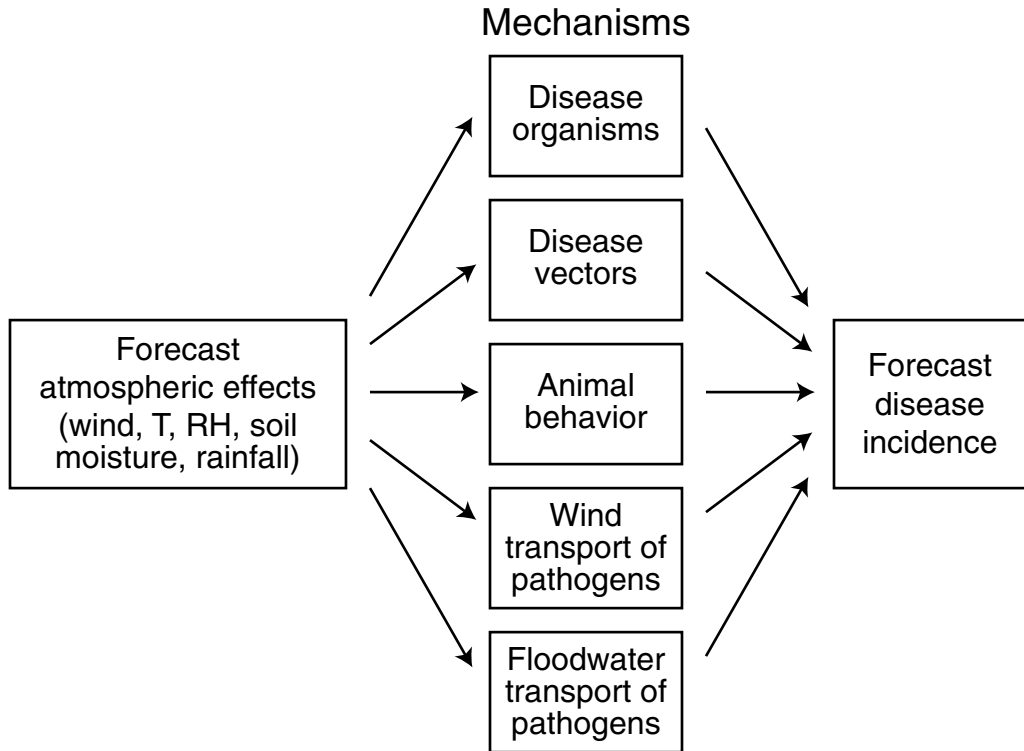 Mechanisms
Disease
organisms
Disease
vectors
Forecast
atmospheric effects
(wind, T, RH, soil
moisture, rainfall)
Animal
behavior
Forecast
disease
incidence
Wind
transport of
pathogens
Floodwater
transport of
pathogens